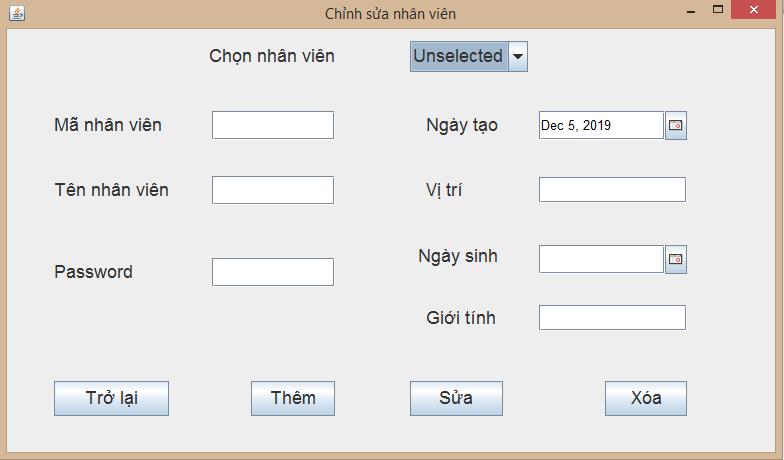 Chỉnh sửa nhân viên
Chọn nhân viên Unselected
Mã nhân viên Ngày tạo Dec 5, 2019
Tên nhân viên Vị trí
Ngày sinh
Password
Giới tính
Trở lại Thêm Sửa Xóa